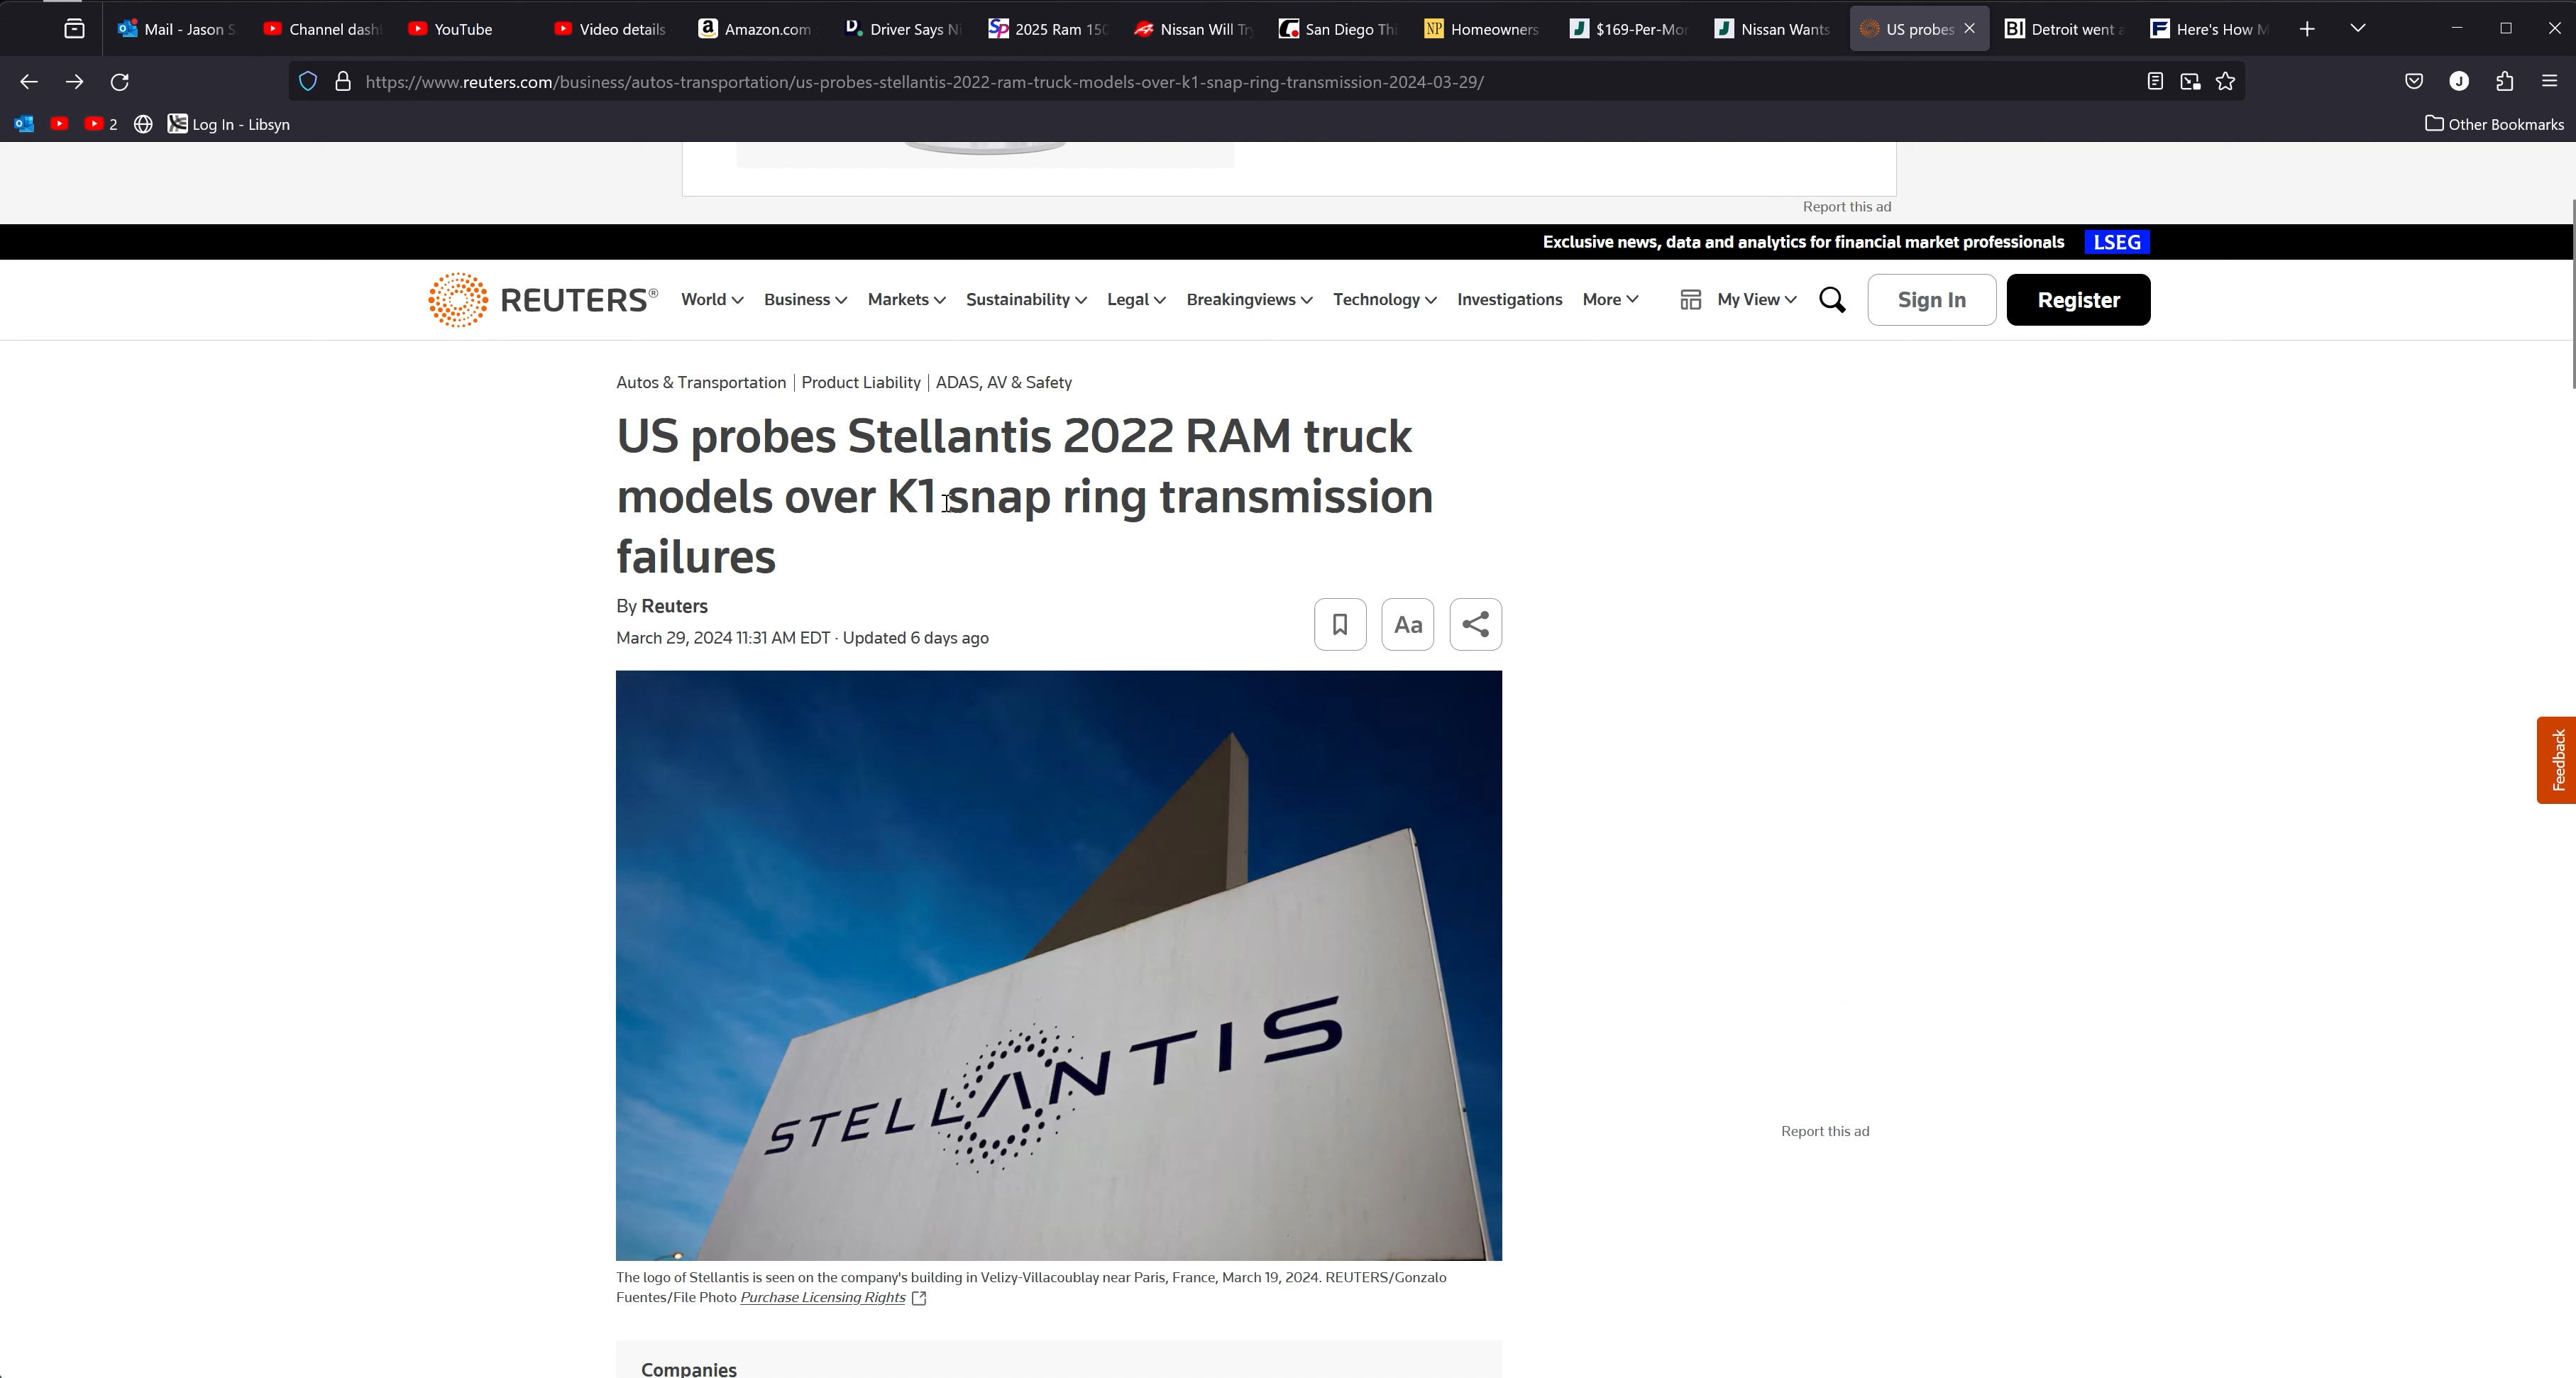 Mail - Jason S
Channel dash
YouTube
Video details
Amazon.com
Driver Says Ni
2025 Ram 150
Nissan Will Try
San Diego Thi
Homeowners
$169-Per-Mon
Nissan Wants
US probes
Detroit went a
Here's How M
https://www.reuters.com/business/autos-transportation/us-probes-stellantis-2022-ram-truck-models-over-k1-snap-ring-transmission-2024-03-29/
J
2
Log In - Libsyn
Other Bookmarks
Report this ad
Exclusive news, data and analytics for financial market professionals LSEG
REUTERS®
World Business Markets Sustainability Legal Breakingviews Technology Investigations More My View Sign In Register
Autos & Transportation | Product Liability | ADAS, AV & Safety
US probes Stellantis 2022 RAM truck
models over K1 snap ring transmission
failures
By Reuters
March 29, 2024 11:31 AM EDT · Updated 6 days ago
Aa
STELLANTIS
Feedback
Report this ad
The logo of Stellantis is seen on the company's building in Velizy-Villacoublay near Paris, France, March 19, 2024. REUTERS/Gonzalo
Fuentes/File Photo Purchase Licensing Rights
Companies